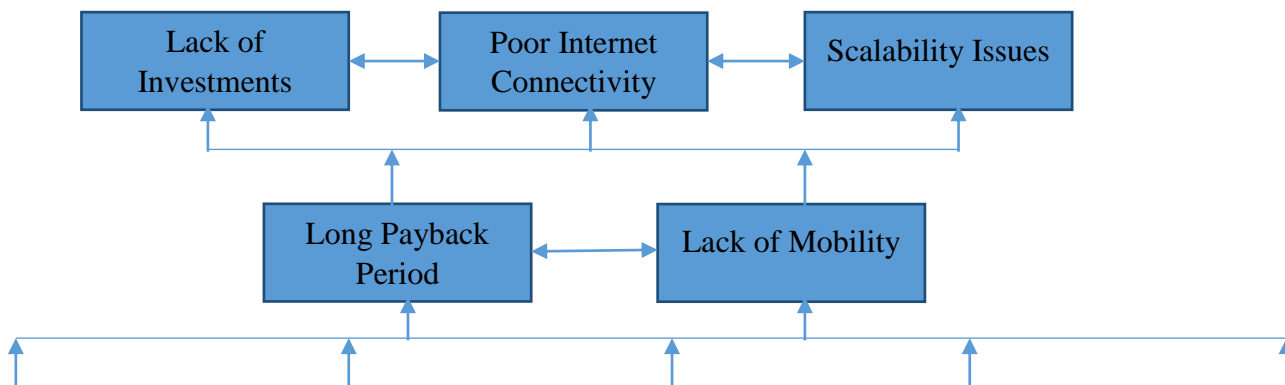 Lack of
Investments
Poor Internet
Connectivity
Scalability Issues
Long Payback
Period
Lack of Mobility